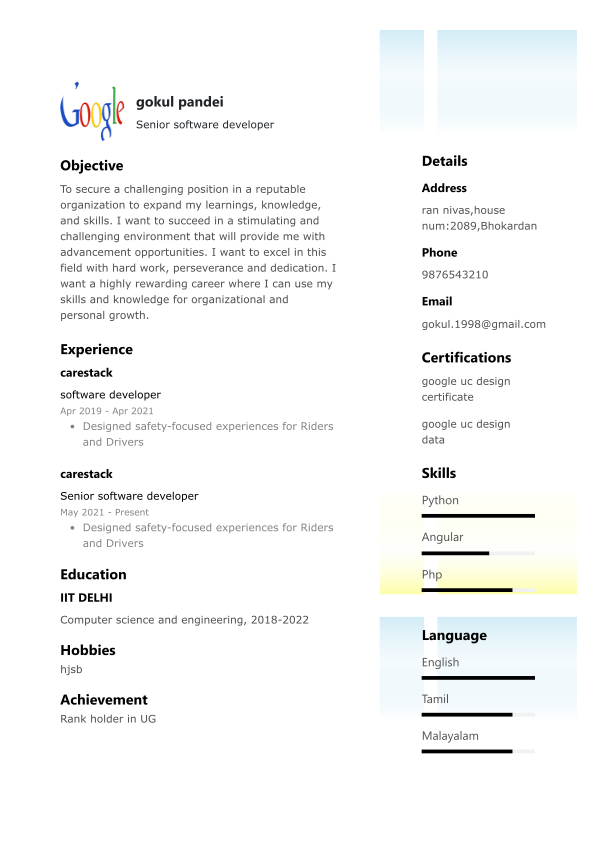 Google
gokul pandei
Senior software developer
Objective
To secure a challenging position in a reputable
organization to expand my learnings, knowledge,
and skills. I want to succeed in a stimulating and
challenging environment that will provide me with
advancement opportunities. I want to excel in this
field with hard work, perseverance and dedication. I
want a highly rewarding career where I can use my
skills and knowledge for organizational and
personal growth.
Experience
carestack
software developer
Apr 2019 - Apr 2021
• Designed safety-focused experiences for Riders
and Drivers
carestack
Senior software developer
May 2021 - Present
• Designed safety-focused experiences for Riders
and Drivers
Education
IIT DELHI
Computer science and engineering, 2018-2022
Hobbies
hjsb
Achievement
Rank holder in UG
Details
Address
ran nivas,house
num:2089,Bhokardan
Phone
9876543210
Email
gokul.1998@gmail.com
Certifications
google uc design
certificate
google uc design
data
Skills
Python
Angular
Php
Language
English
Tamil
Malayalam